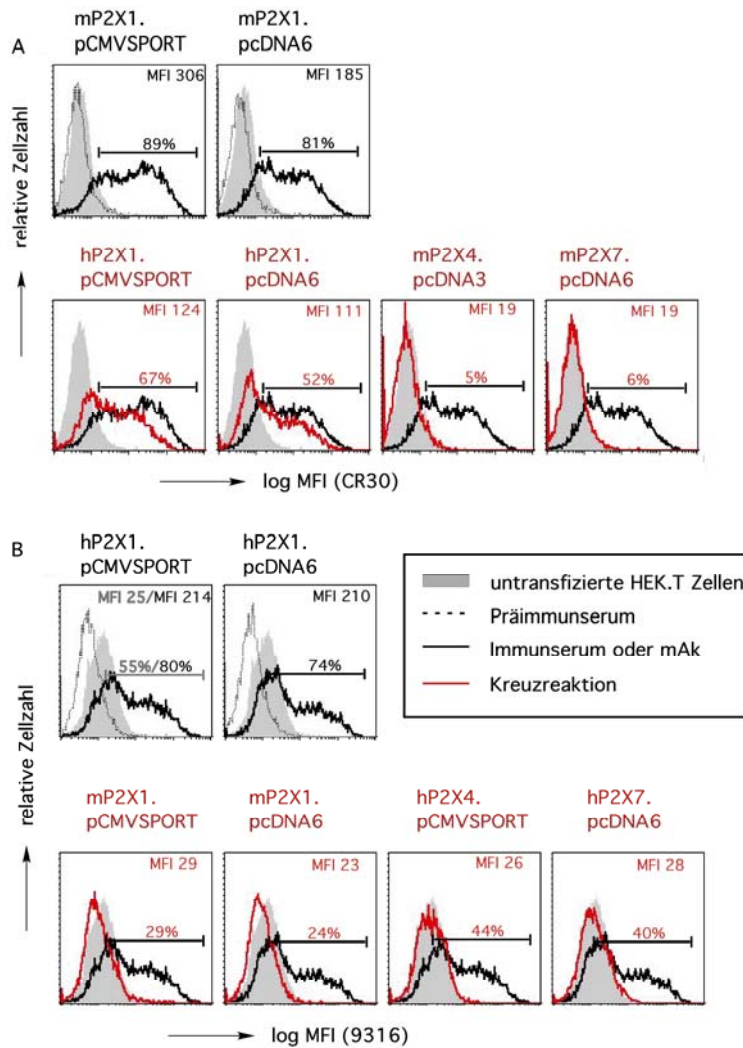 A
mP2X1.
pCMVSPORT
mP2X1.
pcDNA6
MFI 306
89%
MFI 185
81%
relative Zellzahl
hP2X1.
pCMVSPORT
hP2X1.
pcDNA6
mP2X4.
pcDNA3
mP2X7.
pcDNA6
MFI 124
67%
MFI 111
52%
MFI 19
5%
MFI 19
6%
log MFI (CR30)
B
hP2X1.
pCMVSPORT
hP2X1.
pcDNA6
MFI 25/MFI 214
55%/80%
MFI 210
74%
untransfizierte HEK.T Zellen
Präimmunserum
Immunserum oder mAk
Kreuzreaktion
relative Zellzahl
mP2X1.
pCMVSPORT
mP2X1.
pcDNA6
hP2X4.
pCMVSPORT
hP2X7.
pcDNA6
MFI 29
29%
MFI 23
24%
MFI 26
44%
MFI 28
40%
log MFI (9316)